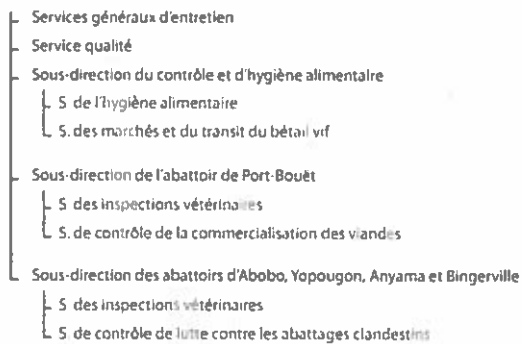 Services généraux d'entretien
Service qualité
Sous-direction du contrôle et d'hygiène alimentaire
S de l'hygiène alimentaire
S. des marchés et du transit du bétail vif
Sous-direction de l'abattoir de Port-Bouët
S des inspections vétérinaires
S. de contrôle de la commercialisation des viandes
Sous-direction des abattoirs d'Abobo, Yopougon, Anyama et Bingerville
S des inspections vétérinaires
S de contrôle de lutte contre les abattages clandestins